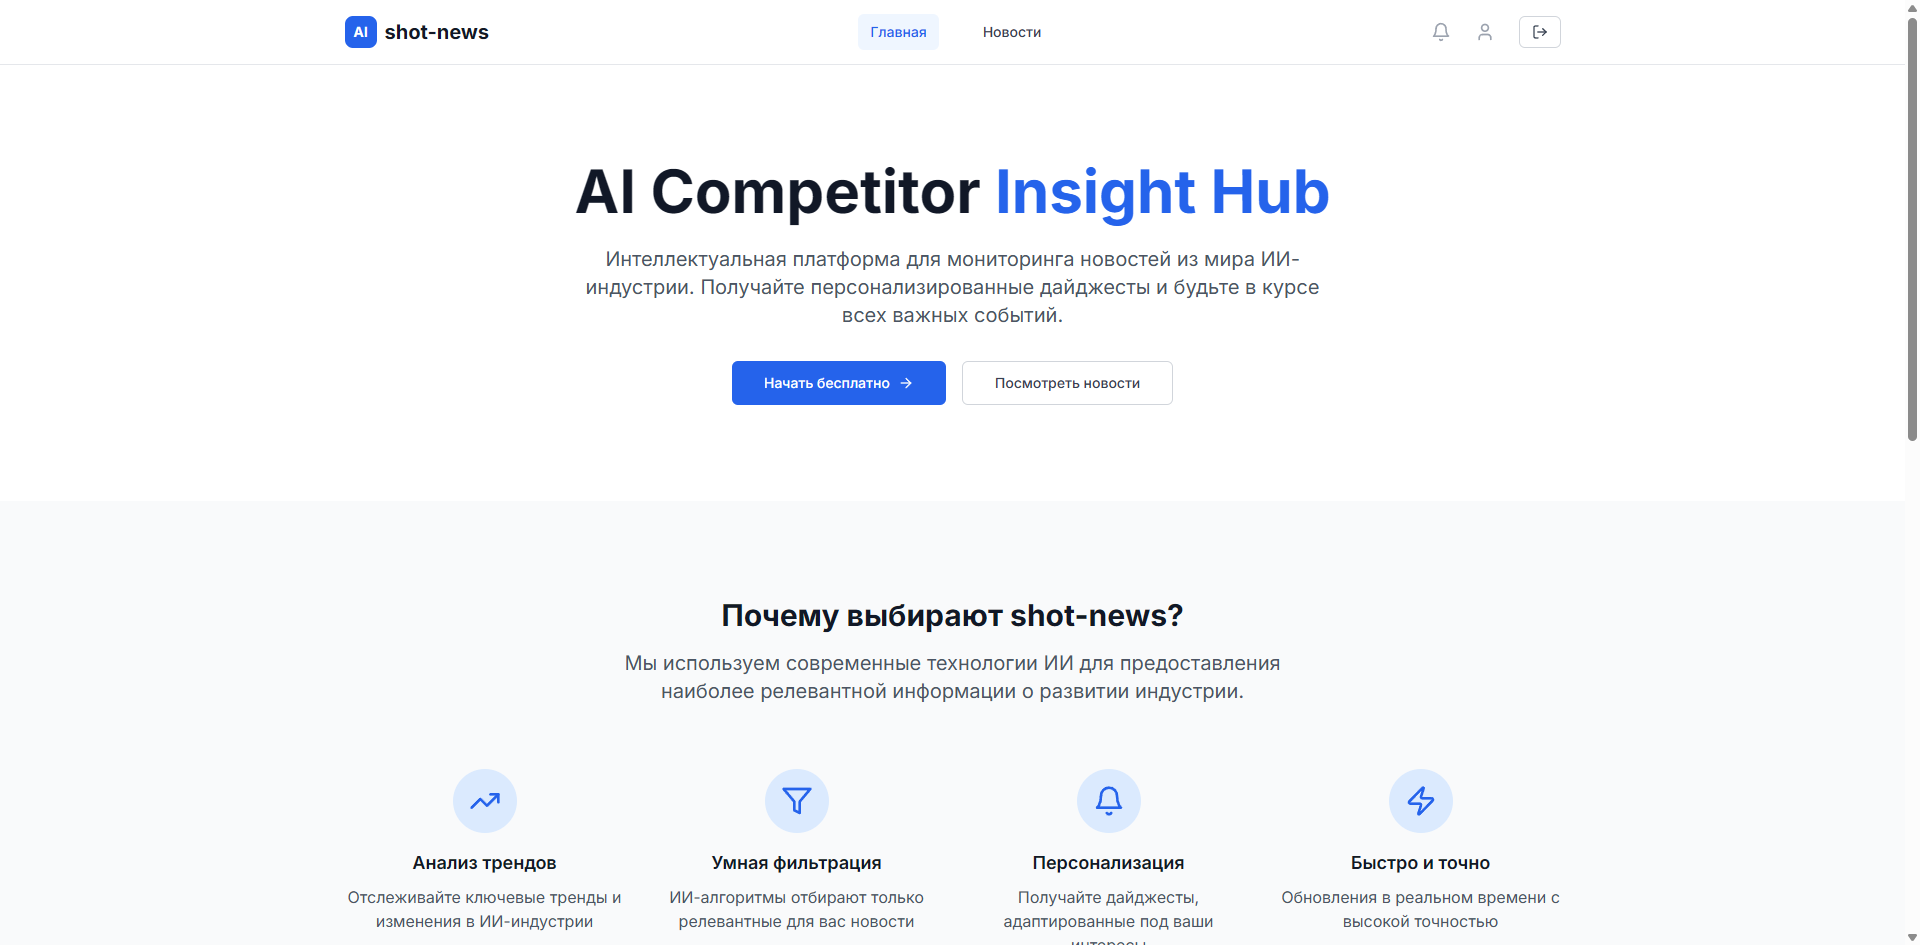 AI shot-news
Главная
Новости
AI Competitor Insight Hub
Интеллектуальная платформа для мониторинга новостей из мира ИИ-
индустрии. Получайте персонализированные дайджесты и будьте в курсе
всех важных событий.
Начать бесплатно
Посмотреть новости
Почему выбирают shot-news?
Мы используем современные технологии ИИ для предоставления
наиболее релевантной информации о развитии индустрии.
Анализ трендов
Отслеживайте ключевые тренды и
изменения в ИИ-индустрии
Умная фильтрация
ИИ-алгоритмы отбирают только
релевантные для вас новости
Персонализация
Получайте дайджесты,
адаптированные под ваши
интересы
Быстро и точно
Обновления в реальном времени с
высокой точностью